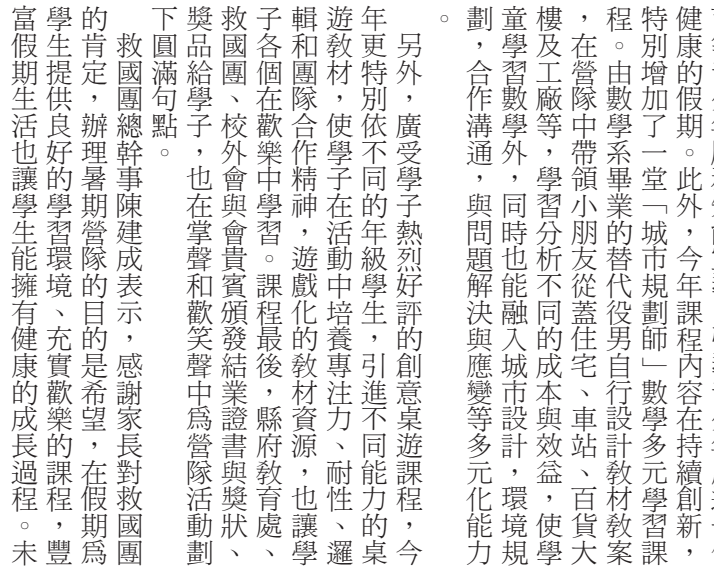 健康的假期。此外，今年課程內容在持續創新，
特別增加了一堂「城市規劃師」數學多元學習課
程。由數學系畢業的替代役男自行設計教材教案
，在營隊中帶領小朋友從蓋住宅、車站、百貨大
樓及工廠等，學習分析不同的成本與效益，使學
童學習數學外，同時也能融入城市設計，環境規
劃，合作溝通，與問題解決與應變等多元化能力
。
另外，廣受學子熱烈好評的創意桌遊課程，今
年更特別依不同的年級學生，引進不同能力的桌
遊教材，使學子在活動中培養專注力、耐性、邏
輯和團隊合作精神，遊戲化的教材資源，也讓學
子各個在歡樂中學習。課程最後，縣府教育處、
救國團、校外會與會貴賓頒發結業證書與獎狀、
獎品給學子，也在掌聲和歡笑聲中為營隊活動劃
下圓滿句點。
救國團總幹事陳建成表示，感謝家長對救國團
的肯定，辦理暑期營隊的目的是希望，在假期為
學生提供良好的學習環境、充實歡樂的課程，豐
富假期生活也讓學生能擁有健康的成長過程。未